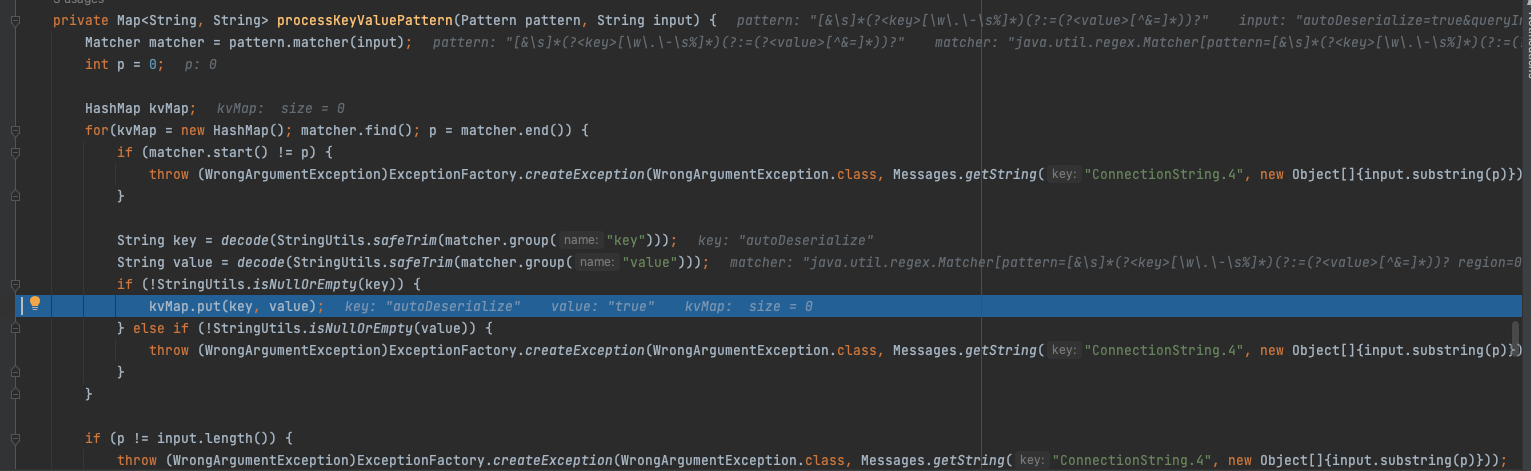 private Map<String, String> processKeyValuePattern(Pattern pattern, String input) { pattern: "[&\s]*(?<key>[\w\.\-\s%]*)(?:=(?<value>[^&=]*))?" input: "autoDeserialize=true&queryIn
Matcher matcher = pattern.matcher(input); pattern: "[&\s]*(?<key>[\w\.\-\s%]*)(?:=(?<value>[^&=]*))?" matcher: "java.util.regex.Matcher[pattern=[&\s]*(?<key>[\w\.\-\s%]*)(?:=(?
int p = 0; p: 0
HashMap kvMap; kvMap: size = 0
for(kvMap = new HashMap(); matcher.find(); p = matcher.end()) {
if (matcher.start() != p) {
throw (WrongArgumentException)ExceptionFactory.createException(WrongArgumentException.class, Messages.getString( key: "ConnectionString.4", new Object[]{input.substring(p)})
}
String key = decode(StringUtils.safeTrim(matcher.group( name: "key"))); key: "autoDeserialize"
String value = decode(StringUtils.safeTrim(matcher.group( name: "value"))); matcher: "java.util.regex.Matcher[pattern=[&\s]*(?<key>[\w\.\-\s%]*)(?:=(?<value>[^&=]*))? region=0
if (!StringUtils.isNullOrEmpty(key)) {
kvMap.put(key, value); key: "autoDeserialize" value: "true" kvMap: size = 0
} else if (!StringUtils.isNullOrEmpty(value)) {
throw (WrongArgumentException)ExceptionFactory.createException(WrongArgumentException.class, Messages.getString( key: "ConnectionString.4", new Object[]{input.substring(p)})
}
}
if (p != input.length()) {
throw (WrongArgumentException)ExceptionFactory.createException(WrongArgumentException.class, Messages.getString( key: "ConnectionString.4", new Object[]{input.substring(p)}));